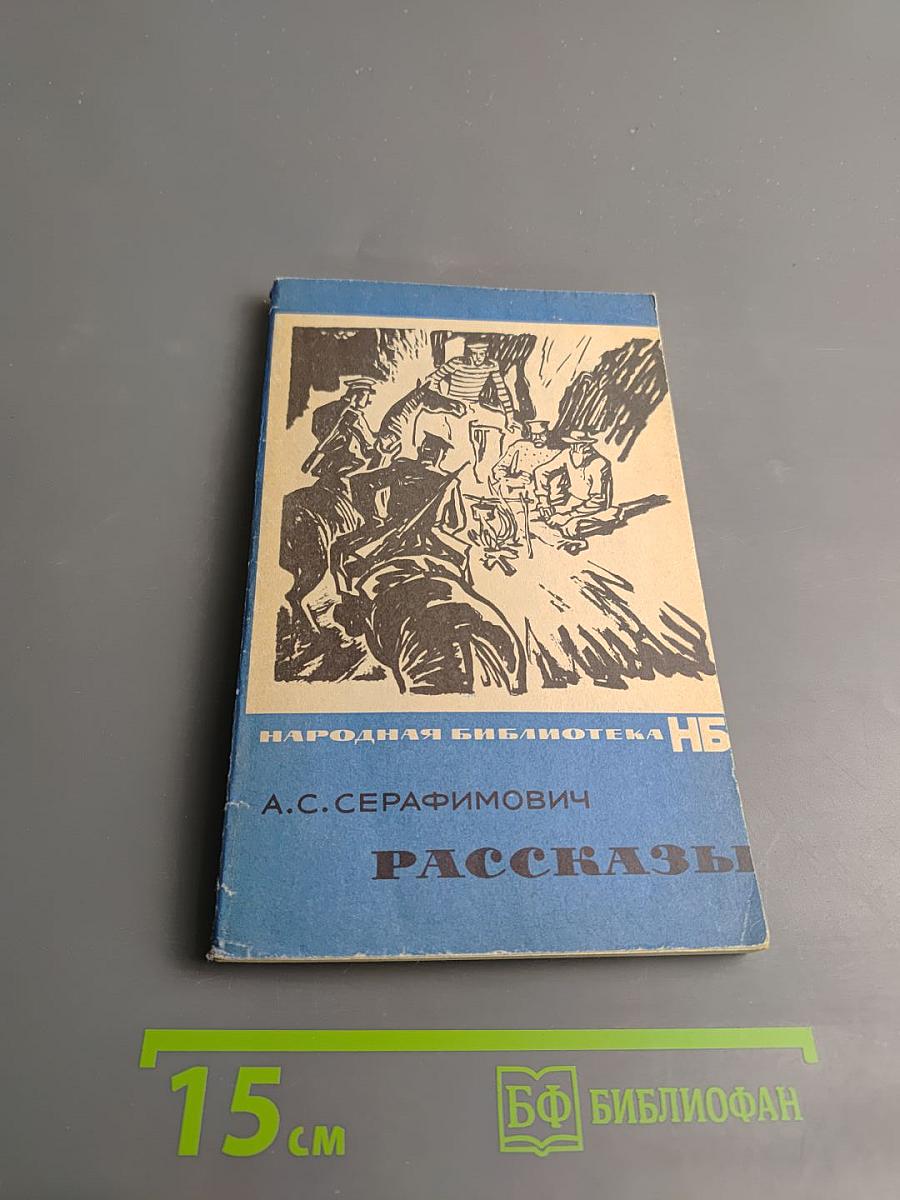 НАРОДНАЯ БИБЛИОТЕКА НБ
А.С.СЕРАФИМОВИЧ
РАССКАЗЫ
15 см
БФ БИБЛИОФАН